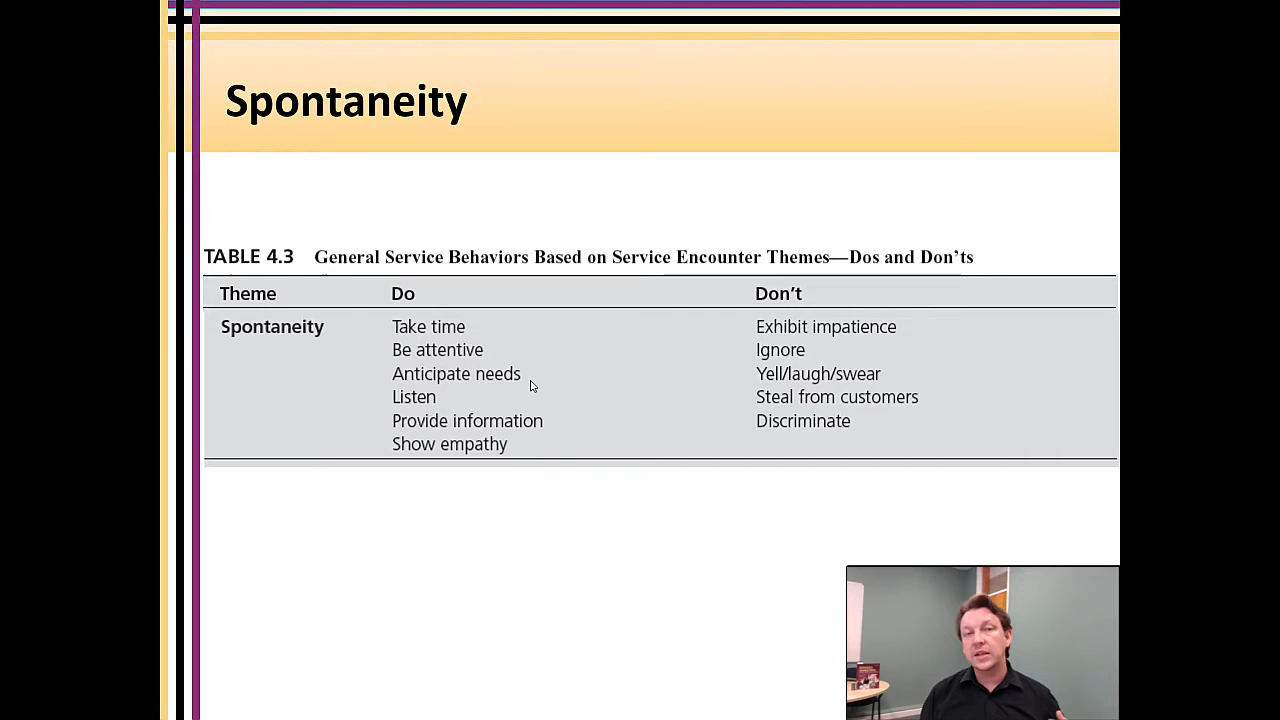 Spontaneity
TABLE 4.3 General Service Behaviors Based on Service Encounter Themes—Dos and Don'ts
Theme Do Don't
Spontaneity Take time Exhibit impatience
Be attentive Ignore
Anticipate needs Yell/laugh/swear
Listen Steal from customers
Provide information Discriminate
Show empathy